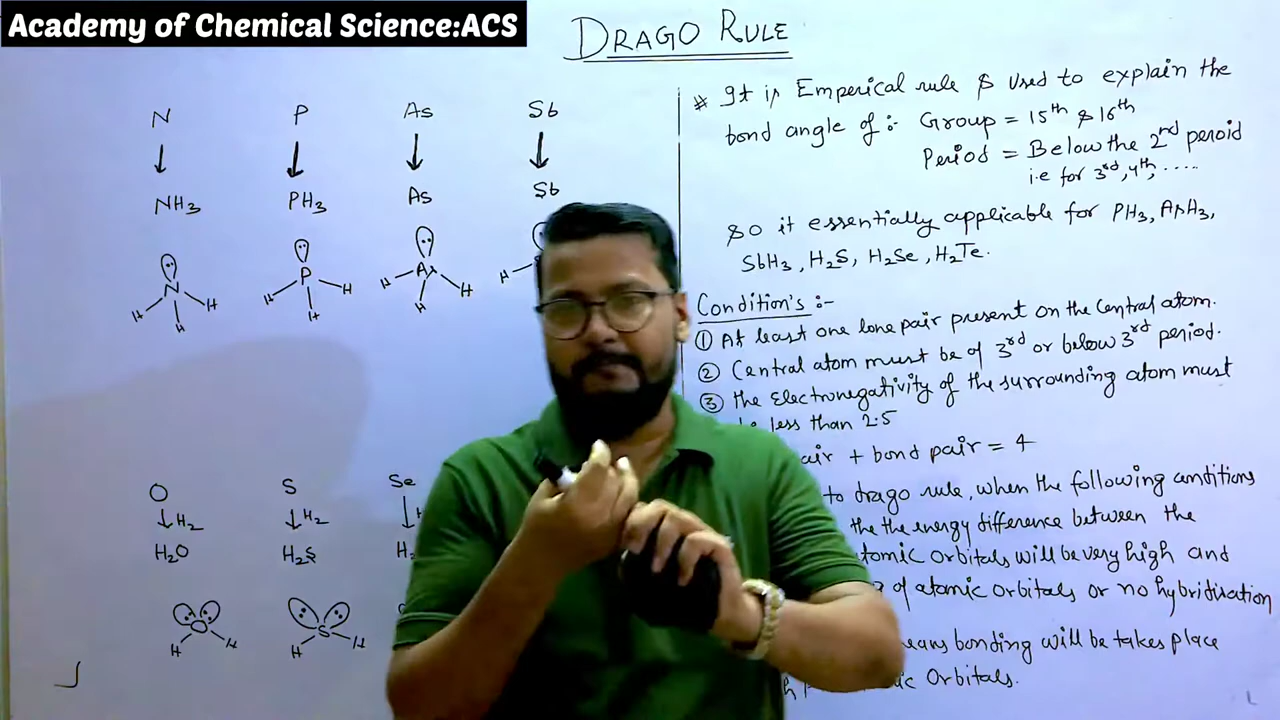 Academy of Chemical Science:ACS
DRAGO RULE
N P As Sb
NH3 PH3 As Sb
N P As
H H H H H H H H H H
O S Se
H2 H2 H
H2O H2S H
O S
H H H H
* It is Emperical rule & used to explain the
bond angle of :- Group = 15th & 16th
Period = Below the 2nd peroid
i.e for 3rd, 4th, .....
so it essentially applicable for PH3, AsH3,
SbH3, H2S, H2Se, H2Te.
Condition's :-
① At least one lone pair present on the Central atom.
② Central atom must be of 3rd or below 3rd period.
③ the Electronegativity of the surrounding atom must
less than 2.5
air + bond pair = 4
to drago rule, when the following conditions
the the energy difference between the
tomic orbitals will be very high and
of atomic orbitals or no hybridisation
eans bonding will be takes place
ic Orbitals.